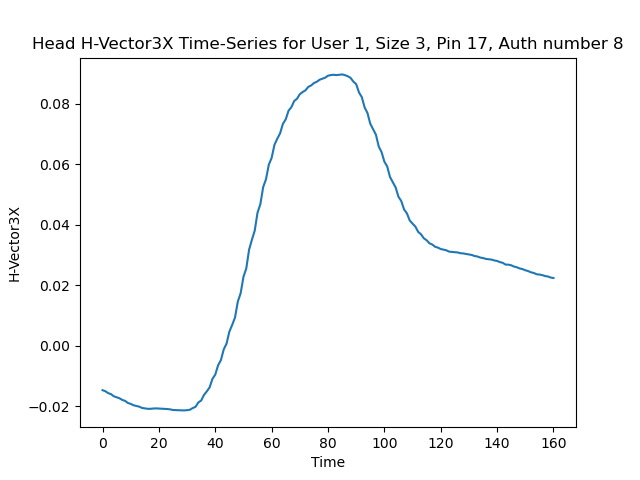 Head H-Vector3X Time-Series for User 1, Size 3, Pin 17, Auth number 8
H-Vector3X
0.08
0.06
0.04
0.02
0.00
−0.02
0 20 40 60 80 100 120 140 160
Time